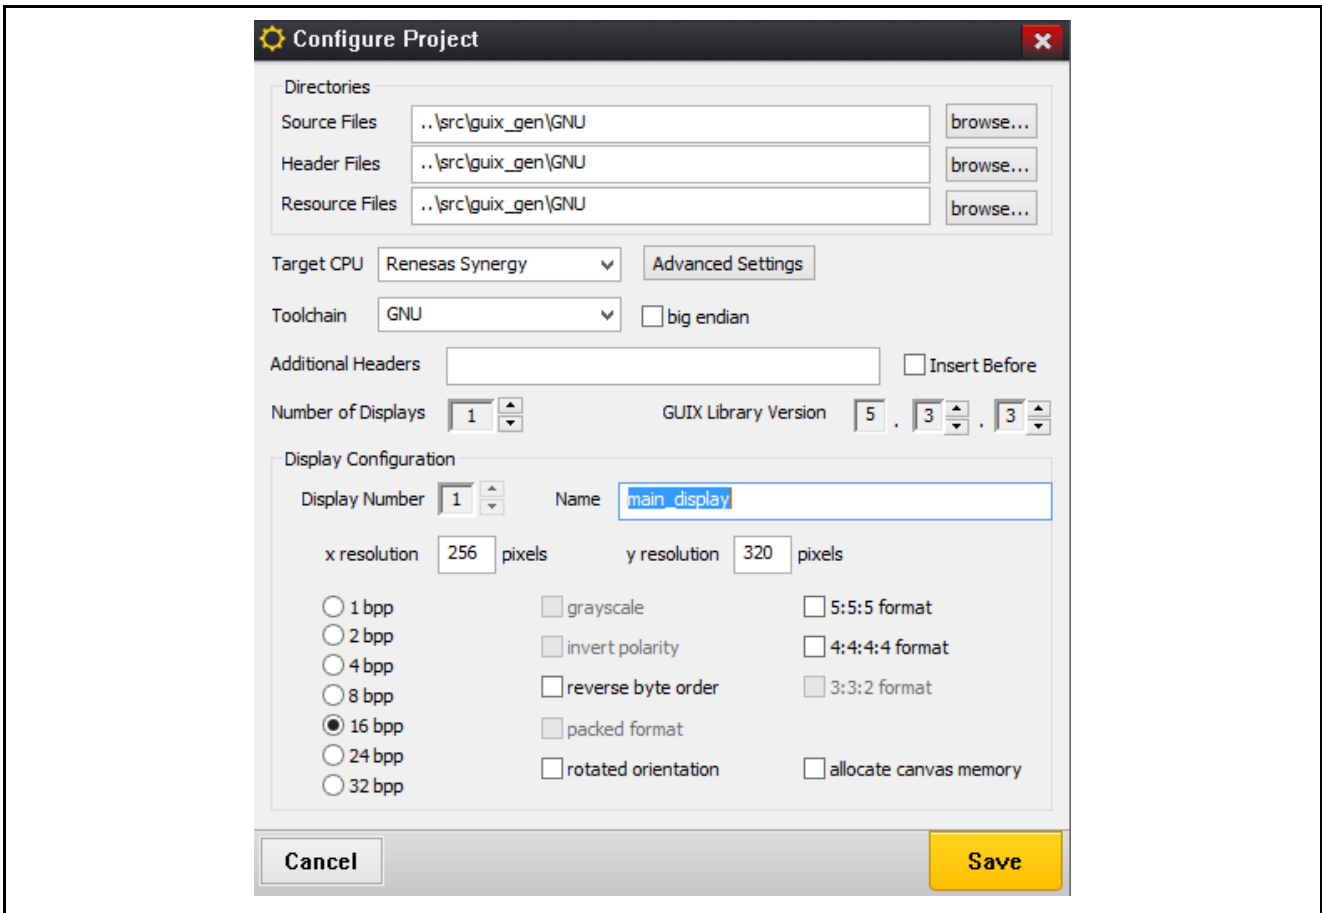 Configure Project
Directories
Source Files ..\src\guix_gen\GNU browse...
Header Files ..\src\guix_gen\GNU browse...
Resource Files ..\src\guix_gen\GNU browse...
Target CPU Renesas Synergy Advanced Settings
Toolchain GNU big endian
Additional Headers Insert Before
Number of Displays 1 GUIX Library Version 5 . 3 . 3
Display Configuration
Display Number 1 Name main_display
x resolution 256 pixels y resolution 320 pixels
1 bpp grayscale 5:5:5 format
2 bpp
invert polarity 4:4:4:4 format
4 bpp
8 bpp reverse byte order 3:3:2 format
16 bpp packed format
24 bpp
rotated orientation allocate canvas memory
32 bpp
Cancel Save